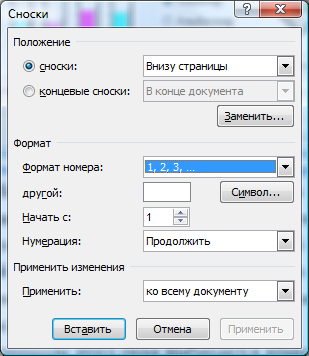 Сноски
Положение
сноски: Внизу страницы
концевые сноски: В конце документа
Заменить...
Формат
Формат номера: 1, 2, 3, ...
другой: Символ...
Начать с: 1
Нумерация: Продолжить
Применить изменения
Применить: ко всему документу
Вставить Отмена Применить